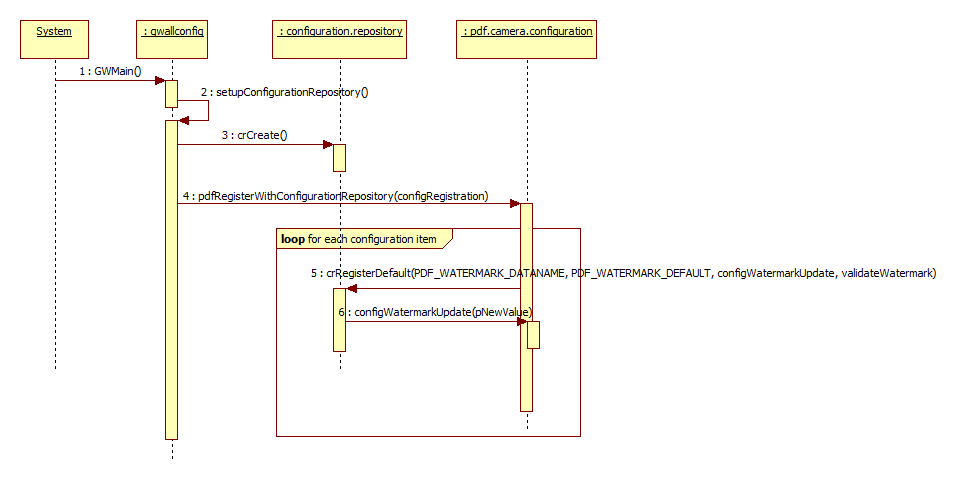 System
: qwallconfig
: configuration.repository
: pdf.camera.configuration
1 : GWMain()
2 : setupConfigurationRepository()
3 : crCreate()
4 : pdfRegisterWithConfigurationRepository(configRegistration)
loop for each configuration item
5 : crRegisterDefault(PDF_WATERMARK_DATANAME, PDF_WATERMARK_DEFAULT, configWatermarkUpdate, validateWatermark)
6 : configWatermarkUpdate(pNewValue)